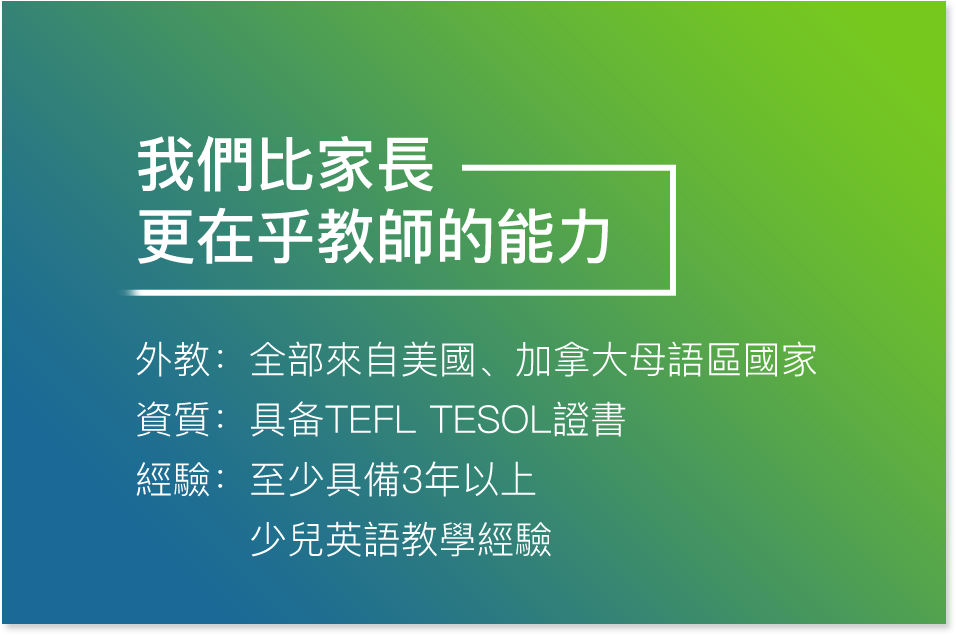 我們比家長
更在乎教師的能力
外教：全部來自美國、加拿大母語區國家
資質：具备TEFL TESOL證書
經驗：至少具備3年以上
少兒英語教學經驗